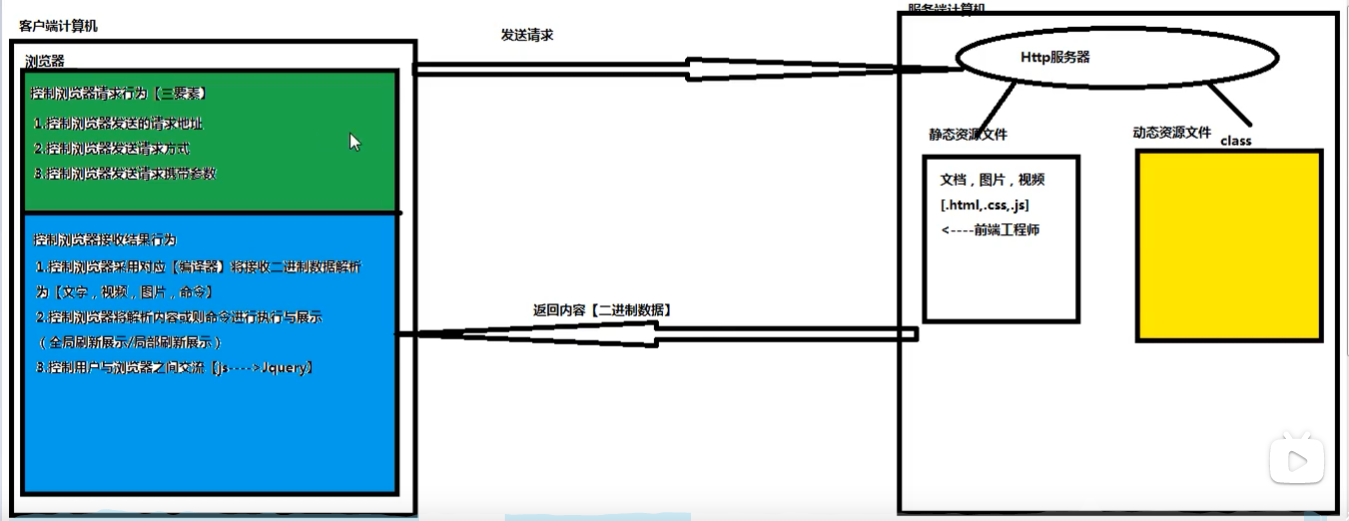 客户端计算机
浏览器
控制浏览器请求行为【三要素】
1.控制浏览器发送的请求地址
2.控制浏览器发送请求方式
3.控制浏览器发送请求携带参数
控制浏览器接收结果行为
1.控制浏览器采用对应【编译器】将接收二进制数据解析
为【文字，视频，图片，命令】
2.控制浏览器将解析内容或则命令进行执行与展示
（全局刷新展示/局部刷新展示）
3.控制用户与浏览器之间交流【js---->Jquery】
发送请求
返回内容【二进制数据】
服务端计算机
Http服务器
静态资源文件
文档，图片，视频
[.html,.css,.js]
<----前端工程师
动态资源文件
class